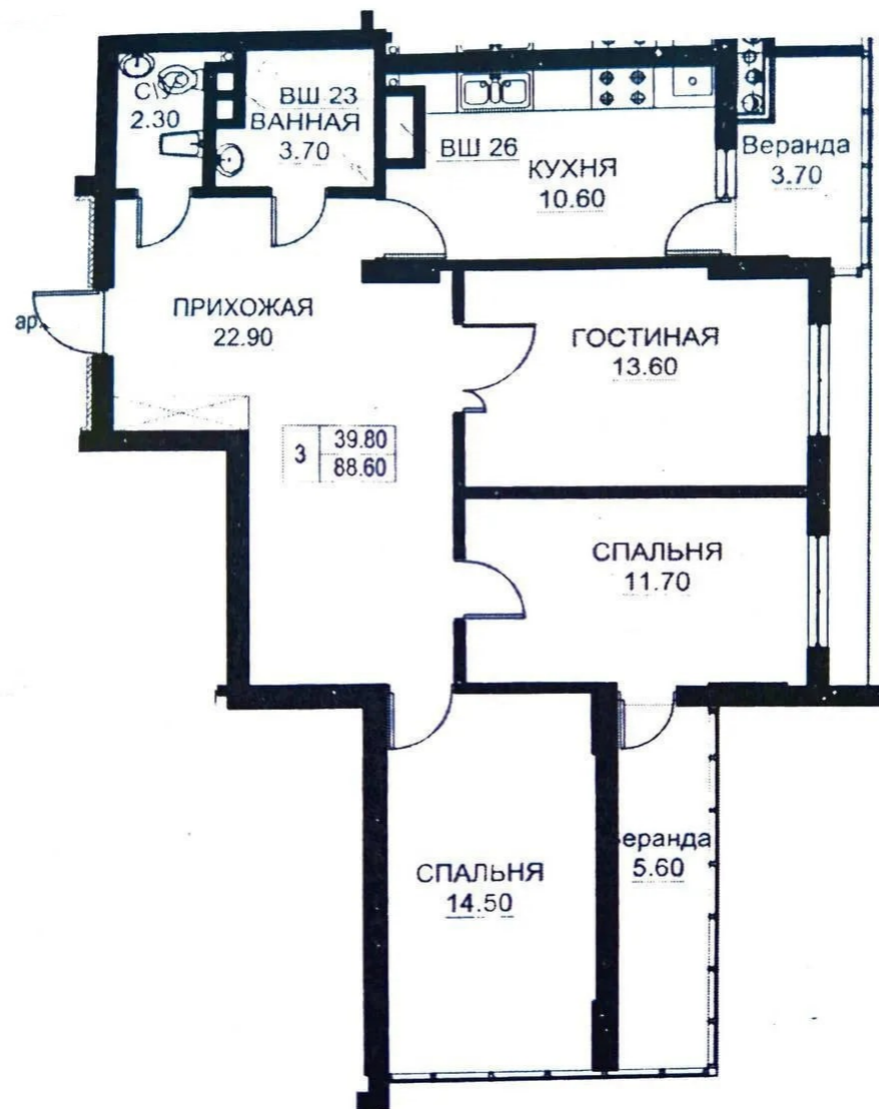 С/У
2.30
ВШ 23
ВАННАЯ
3.70
ВШ 26
КУХНЯ
10.60
Веранда
3.70
ПРИХОЖАЯ
22.90
ар.
ГОСТИНАЯ
13.60
3
39.80
88.60
СПАЛЬНЯ
11.70
СПАЛЬНЯ
14.50
еранда
5.60